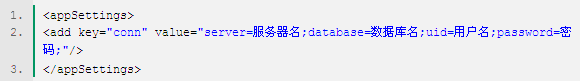 1. <appSettings>
2. <add key="conn" value="server=服务器名;database=数据库名;uid=用户名;password=密
码;"/>
3. </appSettings>